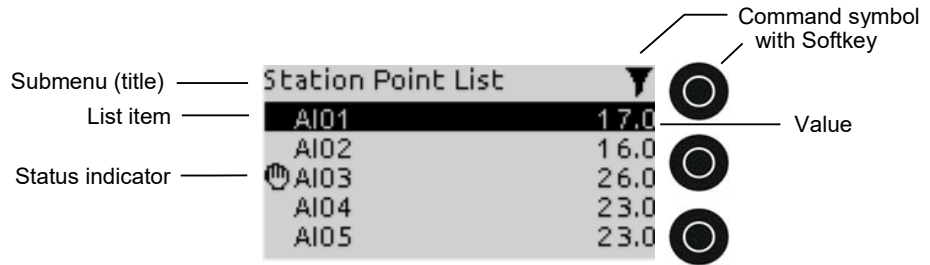 Command symbol
with Softkey
Submenu (title)
Station Point List
List item
AI01 17.0
Value
AI02 16.0
Status indicator
AI03 26.0
AI04 23.0
AI05 23.0